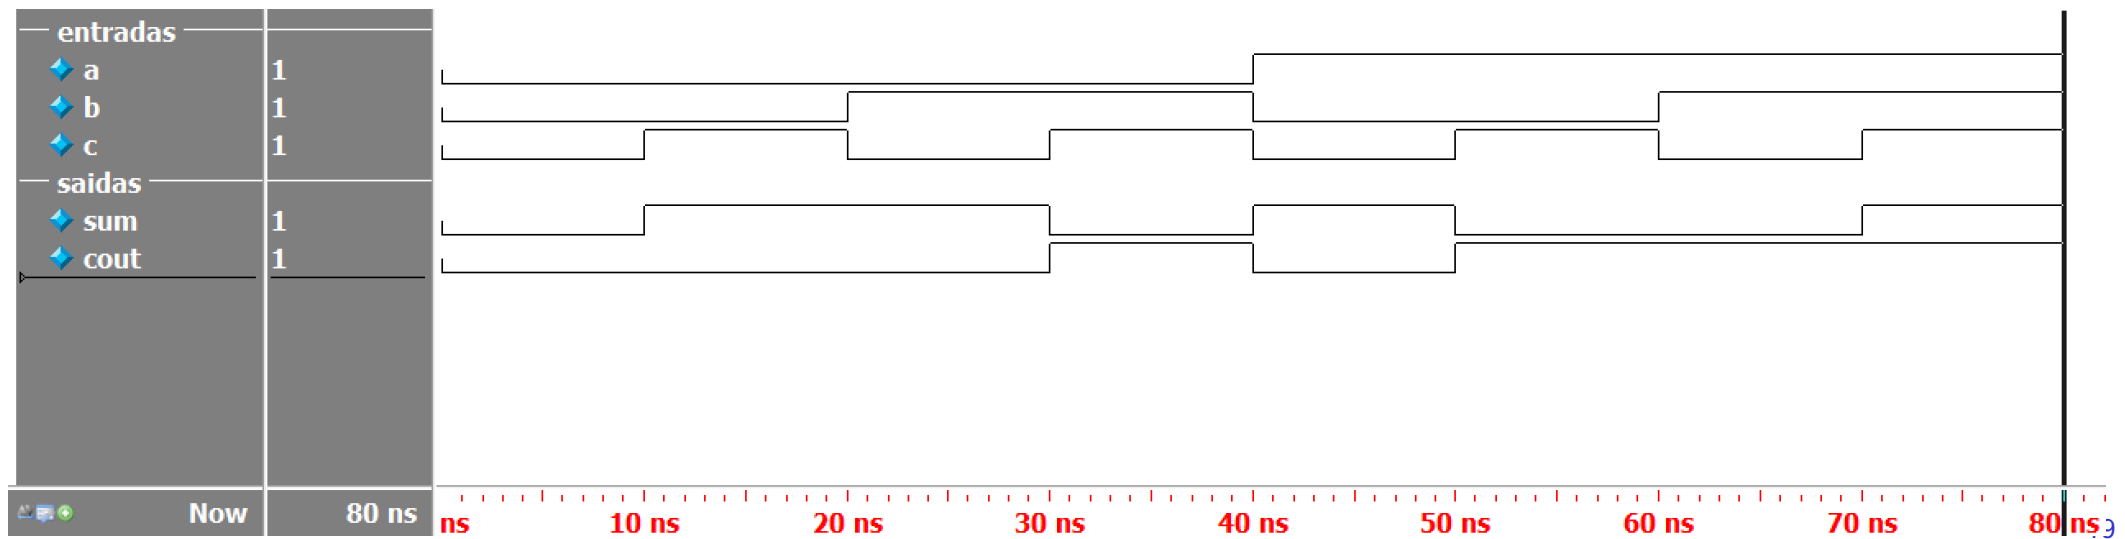 entradas
a 1
b 1
c 1
saidas
sum 1
cout 1
Now 80 ns
ns 10 ns 20 ns 30 ns 40 ns 50 ns 60 ns 70 ns 80 ns